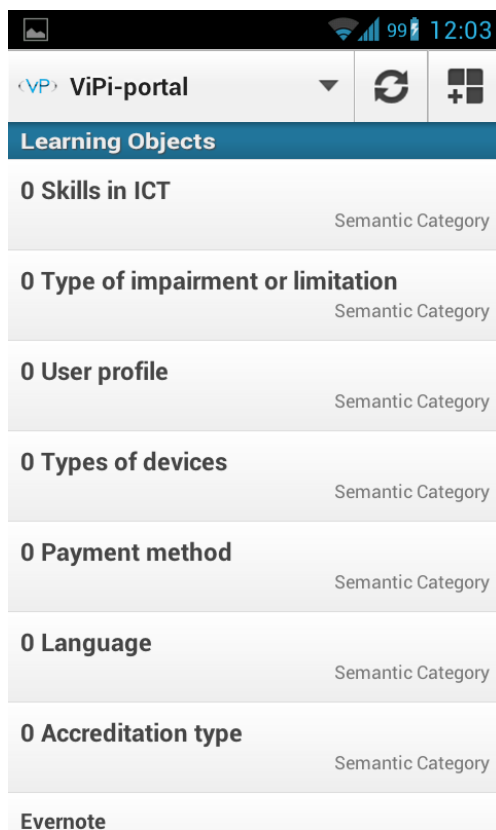 99 12:03
<VP> ViPi-portal
Learning Objects
0 Skills in ICT
Semantic Category
0 Type of impairment or limitation
Semantic Category
0 User profile
Semantic Category
0 Types of devices
Semantic Category
0 Payment method
Semantic Category
0 Language
Semantic Category
0 Accreditation type
Semantic Category
Evernote